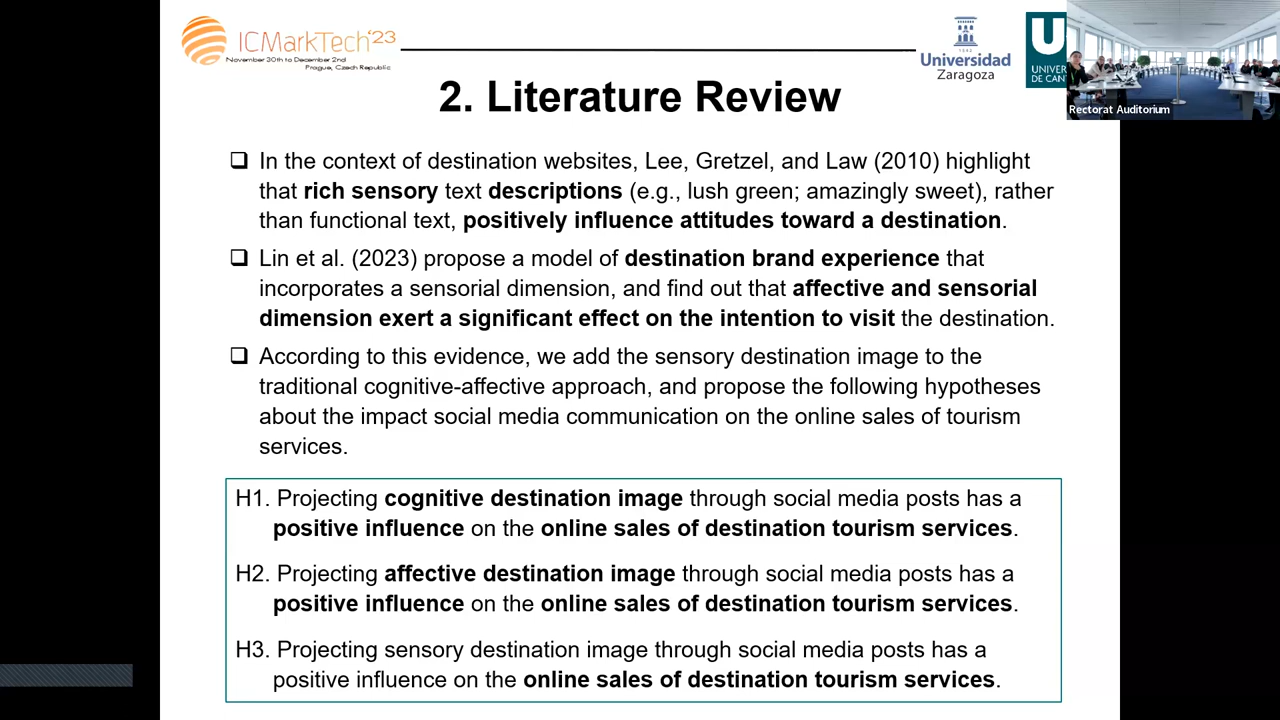 ICMarkTech'23
November 30th to December 2nd
Prague, Czech Republic
1542
Universidad
Zaragoza
U
UNIVER
DE CAN
Rectorat Auditorium
2. Literature Review
In the context of destination websites, Lee, Gretzel, and Law (2010) highlight
that rich sensory text descriptions (e.g., lush green; amazingly sweet), rather
than functional text, positively influence attitudes toward a destination.
Lin et al. (2023) propose a model of destination brand experience that
incorporates a sensorial dimension, and find out that affective and sensorial
dimension exert a significant effect on the intention to visit the destination.
According to this evidence, we add the sensory destination image to the
traditional cognitive-affective approach, and propose the following hypotheses
about the impact social media communication on the online sales of tourism
services.
H1. Projecting cognitive destination image through social media posts has a
positive influence on the online sales of destination tourism services.
H2. Projecting affective destination image through social media posts has a
positive influence on the online sales of destination tourism services.
H3. Projecting sensory destination image through social media posts has a
positive influence on the online sales of destination tourism services.